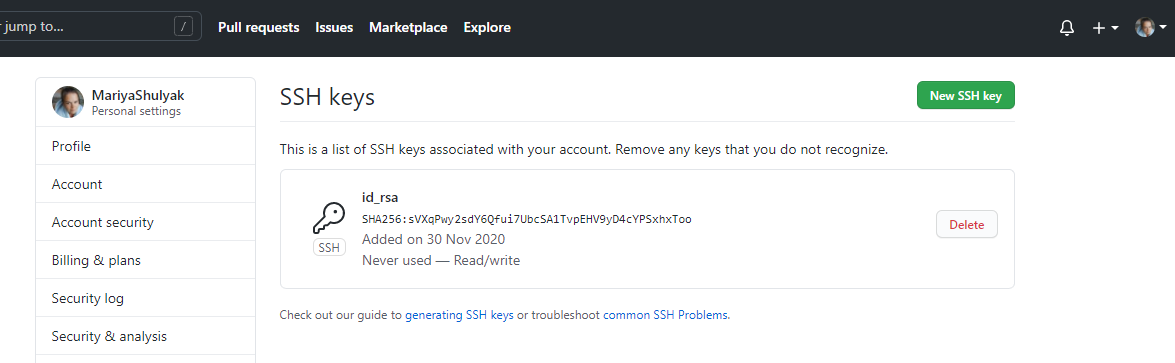 jump to... /
Pull requests Issues Marketplace Explore
MariyaShulyak
Personal settings
Profile
Account
Account security
Billing & plans
Security log
Security & analysis
SSH keys
New SSH key
This is a list of SSH keys associated with your account. Remove any keys that you do not recognize.
id_rsa
SHA256:sVXqPwy2sdY6Qfui7UbcSA1TvpEHV9yD4cYPSxhxToo
Added on 30 Nov 2020
Never used — Read/write
SSH
Delete
Check out our guide to generating SSH keys or troubleshoot common SSH Problems.